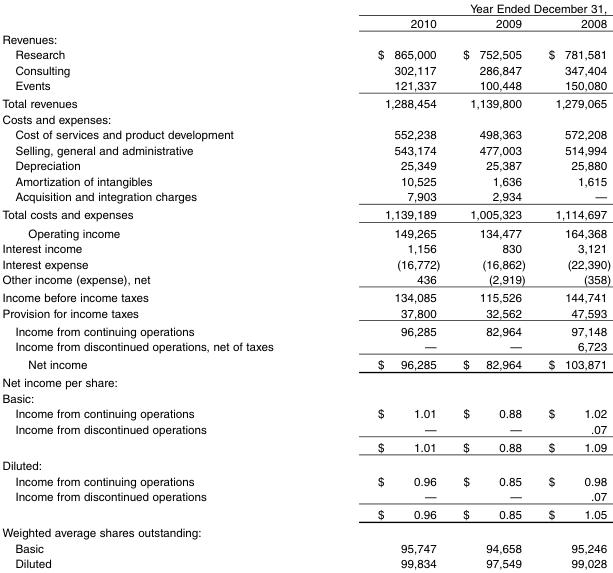 Year Ended December 31,
2010 2009 2008
Revenues:
Research $ 865,000 $ 752,505 $ 781,581
Consulting 302,117 286,847 347,404
Events 121,337 100,448 150,080
Total revenues 1,288,454 1,139,800 1,279,065
Costs and expenses:
Cost of services and product development 552,238 498,363 572,208
Selling, general and administrative 543,174 477,003 514,994
Depreciation 25,349 25,387 25,880
Amortization of intangibles 10,525 1,636 1,615
Acquisition and integration charges 7,903 2,934 —
Total costs and expenses 1,139,189 1,005,323 1,114,697
Operating income 149,265 134,477 164,368
Interest income 1,156 830 3,121
Interest expense (16,772) (16,862) (22,390)
Other income (expense), net 436 (2,919) (358)
Income before income taxes 134,085 115,526 144,741
Provision for income taxes 37,800 32,562 47,593
Income from continuing operations 96,285 82,964 97,148
Income from discontinued operations, net of taxes — — 6,723
Net income $ 96,285 $ 82,964 $ 103,871
Net income per share:
Basic:
Income from continuing operations $ 1.01 $ 0.88 $ 1.02
Income from discontinued operations — — .07
$ 1.01 $ 0.88 $ 1.09
Diluted:
Income from continuing operations $ 0.96 $ 0.85 $ 0.98
Income from discontinued operations — — .07
$ 0.96 $ 0.85 $ 1.05
Weighted average shares outstanding:
Basic 95,747 94,658 95,246
Diluted 99,834 97,549 99,028